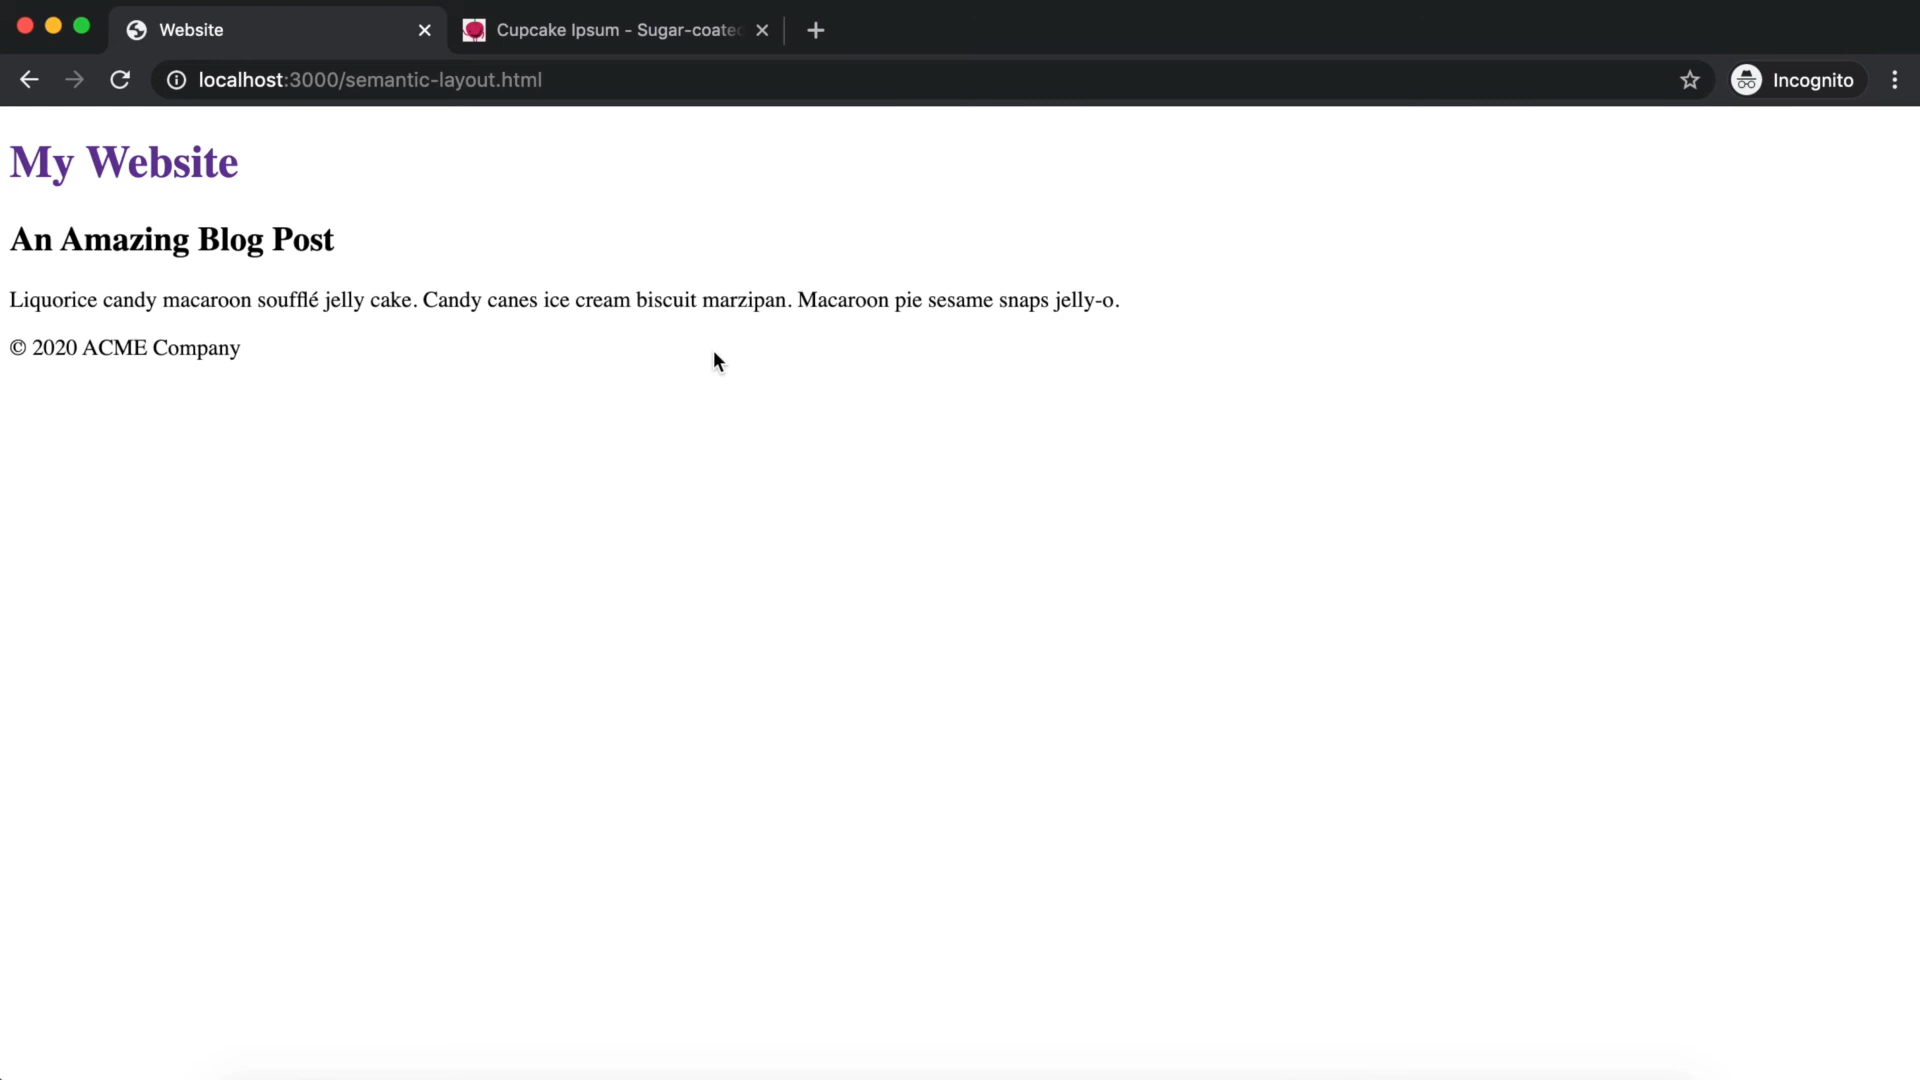 Website
Cupcake Ipsum - Sugar-coated
localhost:3000/semantic-layout.html
Incognito
My Website
An Amazing Blog Post
Liquorice candy macaroon soufflé jelly cake. Candy canes ice cream biscuit marzipan. Macaroon pie sesame snaps jelly-o.
© 2020 ACME Company